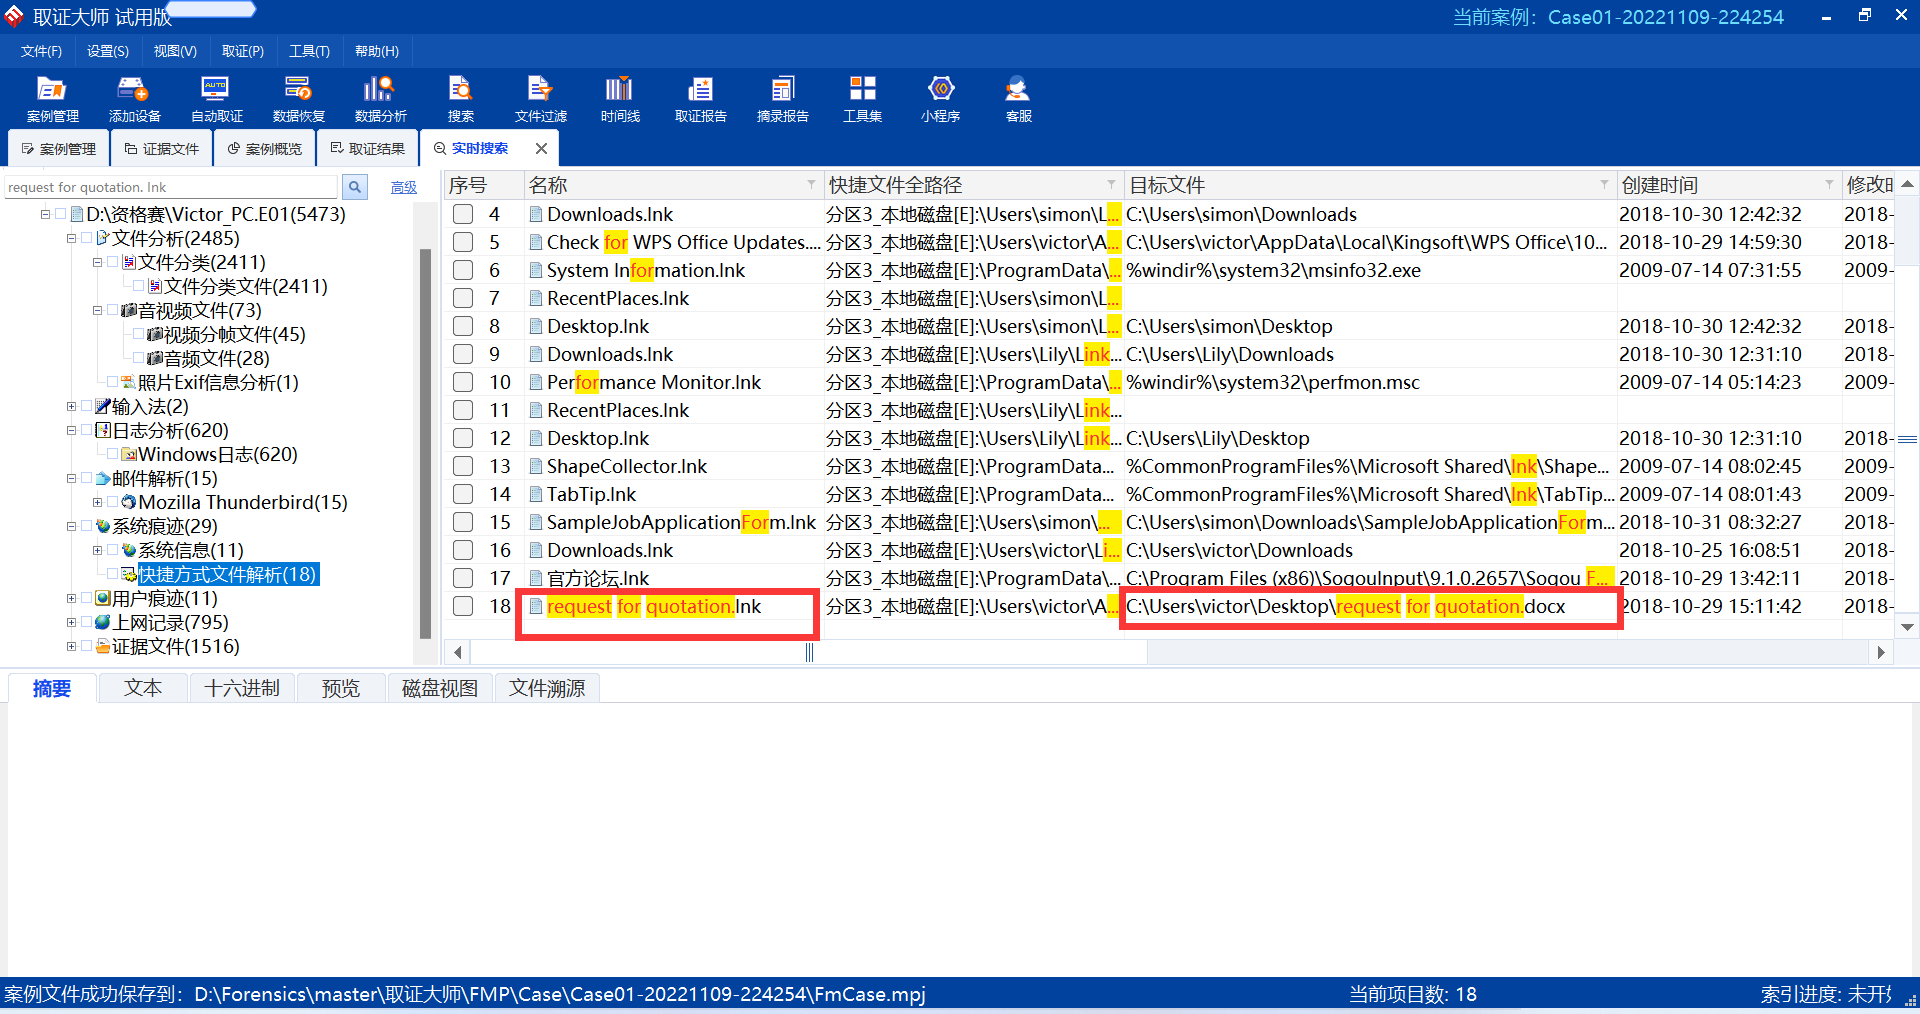 取证大师 试用版
当前案例：Case01-20221109-224254
文件(F) 设置(S) 视图(V) 取证(P) 工具(T) 帮助(H)
案例管理 添加设备 自动取证 数据恢复 数据分析 搜索 文件过滤 时间线 取证报告 摘录报告 工具集 小程序 客服
案例管理 证据文件 案例概览 取证结果 实时搜索
request for quotation. lnk 高级
D:\资格赛\Victor_PC.E01(5473)
文件分析(2485)
文件分类(2411)
文件分类文件(2411)
音视频文件(73)
视频分帧文件(45)
音频文件(28)
照片Exif信息分析(1)
输入法(2)
日志分析(620)
Windows日志(620)
邮件解析(15)
Mozilla Thunderbird(15)
系统痕迹(29)
系统信息(11)
快捷方式文件解析(18)
用户痕迹(11)
上网记录(795)
证据文件(1516)
序号 名称 快捷文件全路径 目标文件 创建时间 修改时
4 Downloads.lnk 分区3_本地磁盘[E]:\Users\simon\L... C:\Users\simon\Downloads 2018-10-30 12:42:32 2018-
5 Check for WPS Office Updates.... 分区3_本地磁盘[E]:\Users\victor\A... C:\Users\victor\AppData\Local\Kingsoft\WPS Office\10... 2018-10-29 14:59:30 2018-
6 System Information.lnk 分区3_本地磁盘[E]:\ProgramData\... %windir%\system32\msinfo32.exe 2009-07-14 07:31:55 2009-
7 RecentPlaces.lnk 分区3_本地磁盘[E]:\Users\simon\L...
8 Desktop.lnk 分区3_本地磁盘[E]:\Users\simon\L... C:\Users\simon\Desktop 2018-10-30 12:42:32 2018-
9 Downloads.lnk 分区3_本地磁盘[E]:\Users\Lily\Link... C:\Users\Lily\Downloads 2018-10-30 12:31:10 2018-
10 Performance Monitor.lnk 分区3_本地磁盘[E]:\ProgramData\... %windir%\system32\perfmon.msc 2009-07-14 05:14:23 2009-
11 RecentPlaces.lnk 分区3_本地磁盘[E]:\Users\Lily\Link...
12 Desktop.lnk 分区3_本地磁盘[E]:\Users\Lily\Link... C:\Users\Lily\Desktop 2018-10-30 12:31:10 2018-
13 ShapeCollector.lnk 分区3_本地磁盘[E]:\ProgramData... %CommonProgramFiles%\Microsoft Shared\Ink\Shape... 2009-07-14 08:02:45 2009-
14 TabTip.lnk 分区3_本地磁盘[E]:\ProgramData... %CommonProgramFiles%\Microsoft Shared\Ink\TabTip... 2009-07-14 08:01:43 2009-
15 SampleJobApplicationForm.lnk 分区3_本地磁盘[E]:\Users\simon\... C:\Users\simon\Downloads\SampleJobApplicationForm... 2018-10-31 08:32:27 2018-
16 Downloads.lnk 分区3_本地磁盘[E]:\Users\victor\Li... C:\Users\victor\Downloads 2018-10-25 16:08:51 2018-
17 官方论坛.lnk 分区3_本地磁盘[E]:\ProgramData\... C:\Program Files (x86)\SogouInput\9.1.0.2657\Sogou F... 2018-10-29 13:42:11 2018-
18 request for quotation.lnk 分区3_本地磁盘[E]:\Users\victor\A... C:\Users\victor\Desktop\request for quotation.docx 2018-10-29 15:11:42 2018-
摘要 文本 十六进制 预览 磁盘视图 文件溯源
案例文件成功保存到：D:\Forensics\master\取证大师\FMP\Case\Case01-20221109-224254\FmCase.mpj 当前项目数: 18 索引进度: 未开